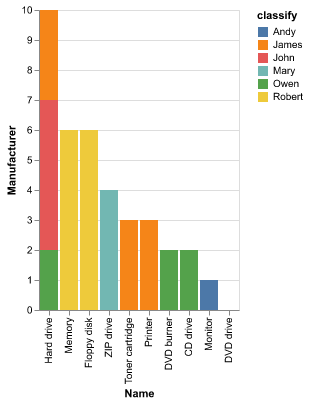 classify
Andy
James
John
Mary
Owen
Robert
Manufacturer
10
9
8
7
6
5
4
3
2
1
0
Hard drive
Memory
Floppy disk
ZIP drive
Toner cartridge
Printer
DVD burner
CD drive
Monitor
DVD drive
Name